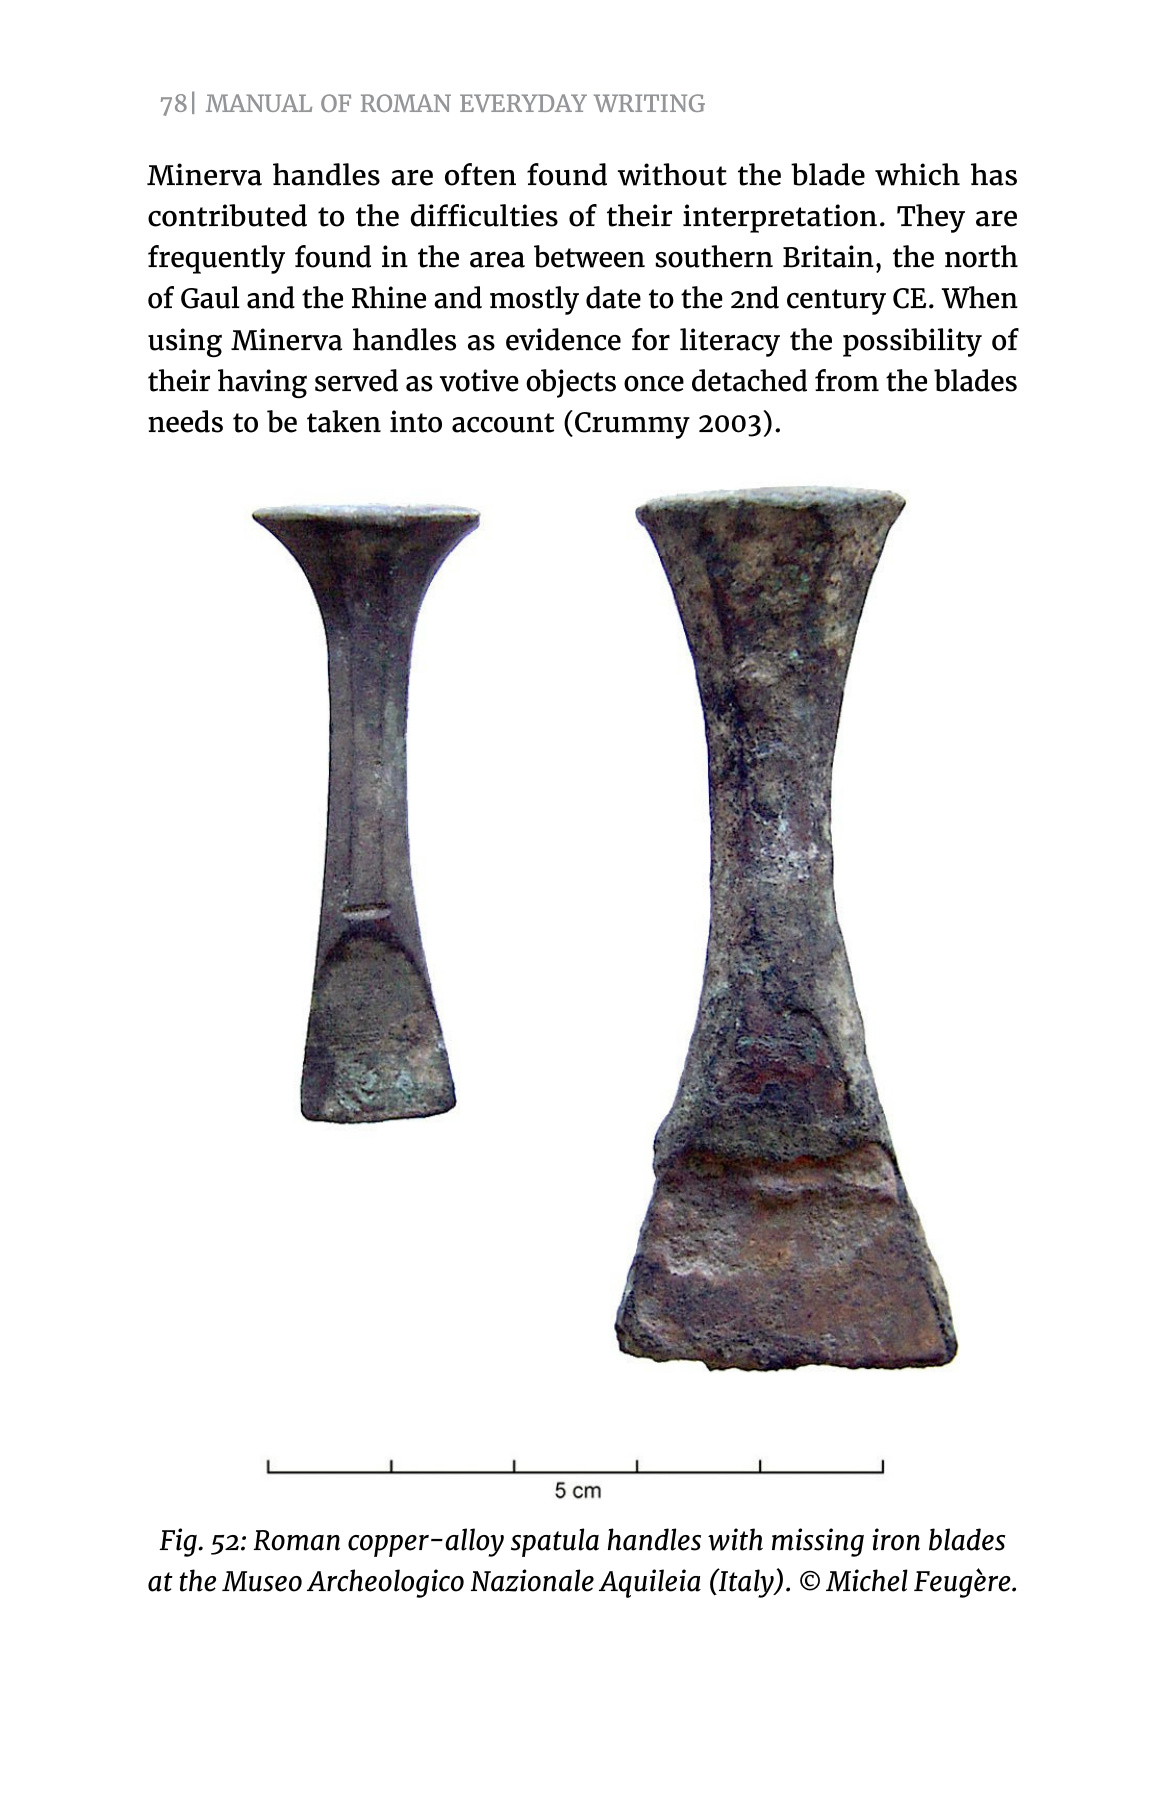 78| MANUAL OF ROMAN EVERYDAY WRITING
Minerva handles are often found without the blade which has
contributed to the difficulties of their interpretation. They are
frequently found in the area between southern Britain, the north
of Gaul and the Rhine and mostly date to the 2nd century CE. When
using Minerva handles as evidence for literacy the possibility of
their having served as votive objects once detached from the blades
needs to be taken into account (Crummy 2003).
5 cm
Fig. 52: Roman copper-alloy spatula handles with missing iron blades
at the Museo Archeologico Nazionale Aquileia (Italy). © Michel Feugère.